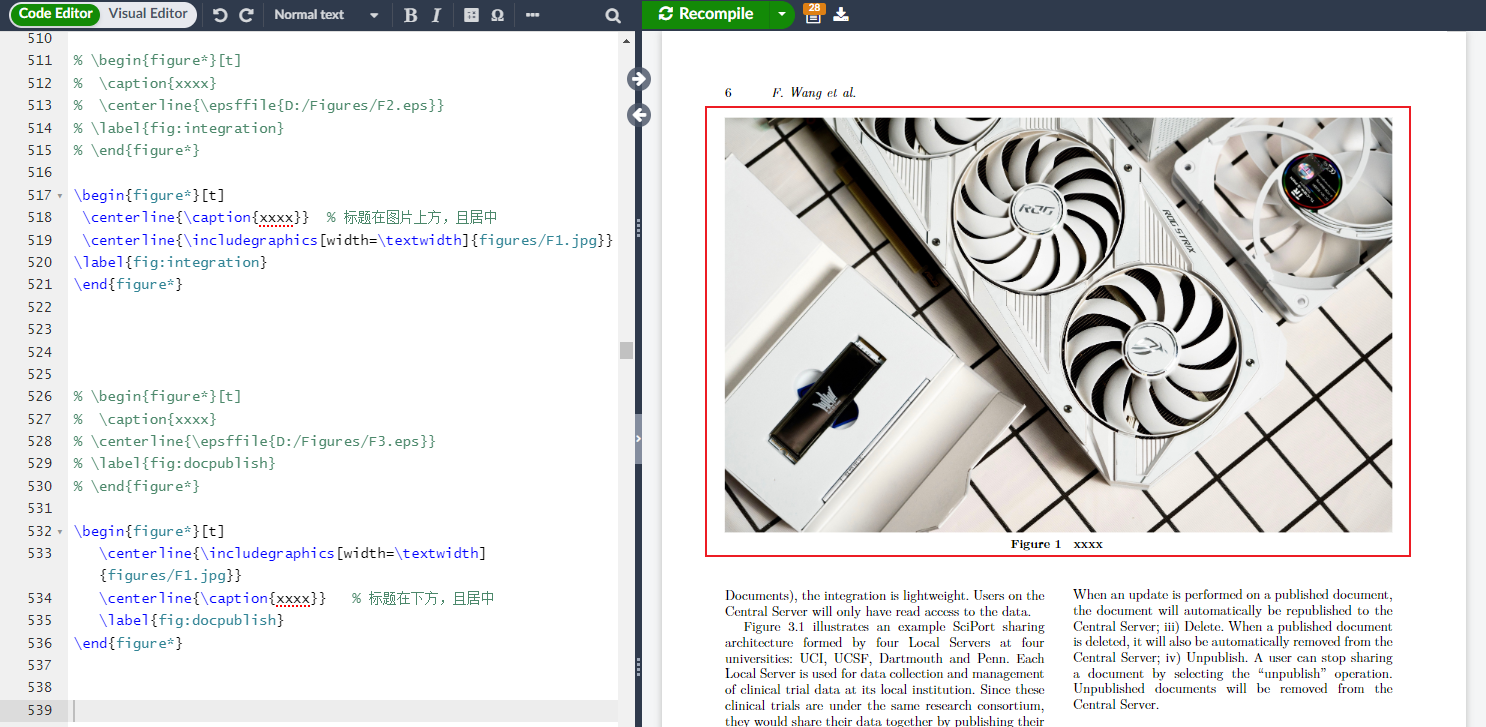 Code Editor Visual Editor Normal text B I Ω Recompile 28
510
511 % \begin{figure*}[t]
512 % \caption{xxxx}
513 % \centerline{\epsffile{D:/Figures/F2.eps}}
514 % \label{fig:integration}
515 % \end{figure*}
516
517 \begin{figure*}[t]
518 \centerline{\caption{xxxx}} % 标题在图片上方，且居中
519 \centerline{\includegraphics[width=\textwidth]{figures/F1.jpg}}
520 \label{fig:integration}
521 \end{figure*}
522
523
524
525
526 % \begin{figure*}[t]
527 % \caption{xxxx}
528 % \centerline{\epsffile{D:/Figures/F3.eps}}
529 % \label{fig:docpublish}
530 % \end{figure*}
531
532 \begin{figure*}[t]
533 \centerline{\includegraphics[width=\textwidth]
{figures/F1.jpg}}
534 \centerline{\caption{xxxx}} % 标题在下方，且居中
535 \label{fig:docpublish}
536 \end{figure*}
537
538
539
6 F. Wang et al.
ROG STRIX
Figure 1 xxxx
Documents), the integration is lightweight. Users on the
Central Server will only have read access to the data.
Figure 3.1 illustrates an example SciPort sharing
architecture formed by four Local Servers at four
universities: UCI, UCSF, Dartmouth and Penn. Each
Local Server is used for data collection and management
of clinical trial data at its local institution. Since these
clinical trials are under the same research consortium,
they would share their data together by publishing their
When an update is performed on a published document,
the document will automatically be republished to the
Central Server; iii) Delete. When a published document
is deleted, it will also be automatically removed from the
Central Server; iv) Unpublish. A user can stop sharing
a document by selecting the “unpublish” operation.
Unpublished documents will be removed from the
Central Server.